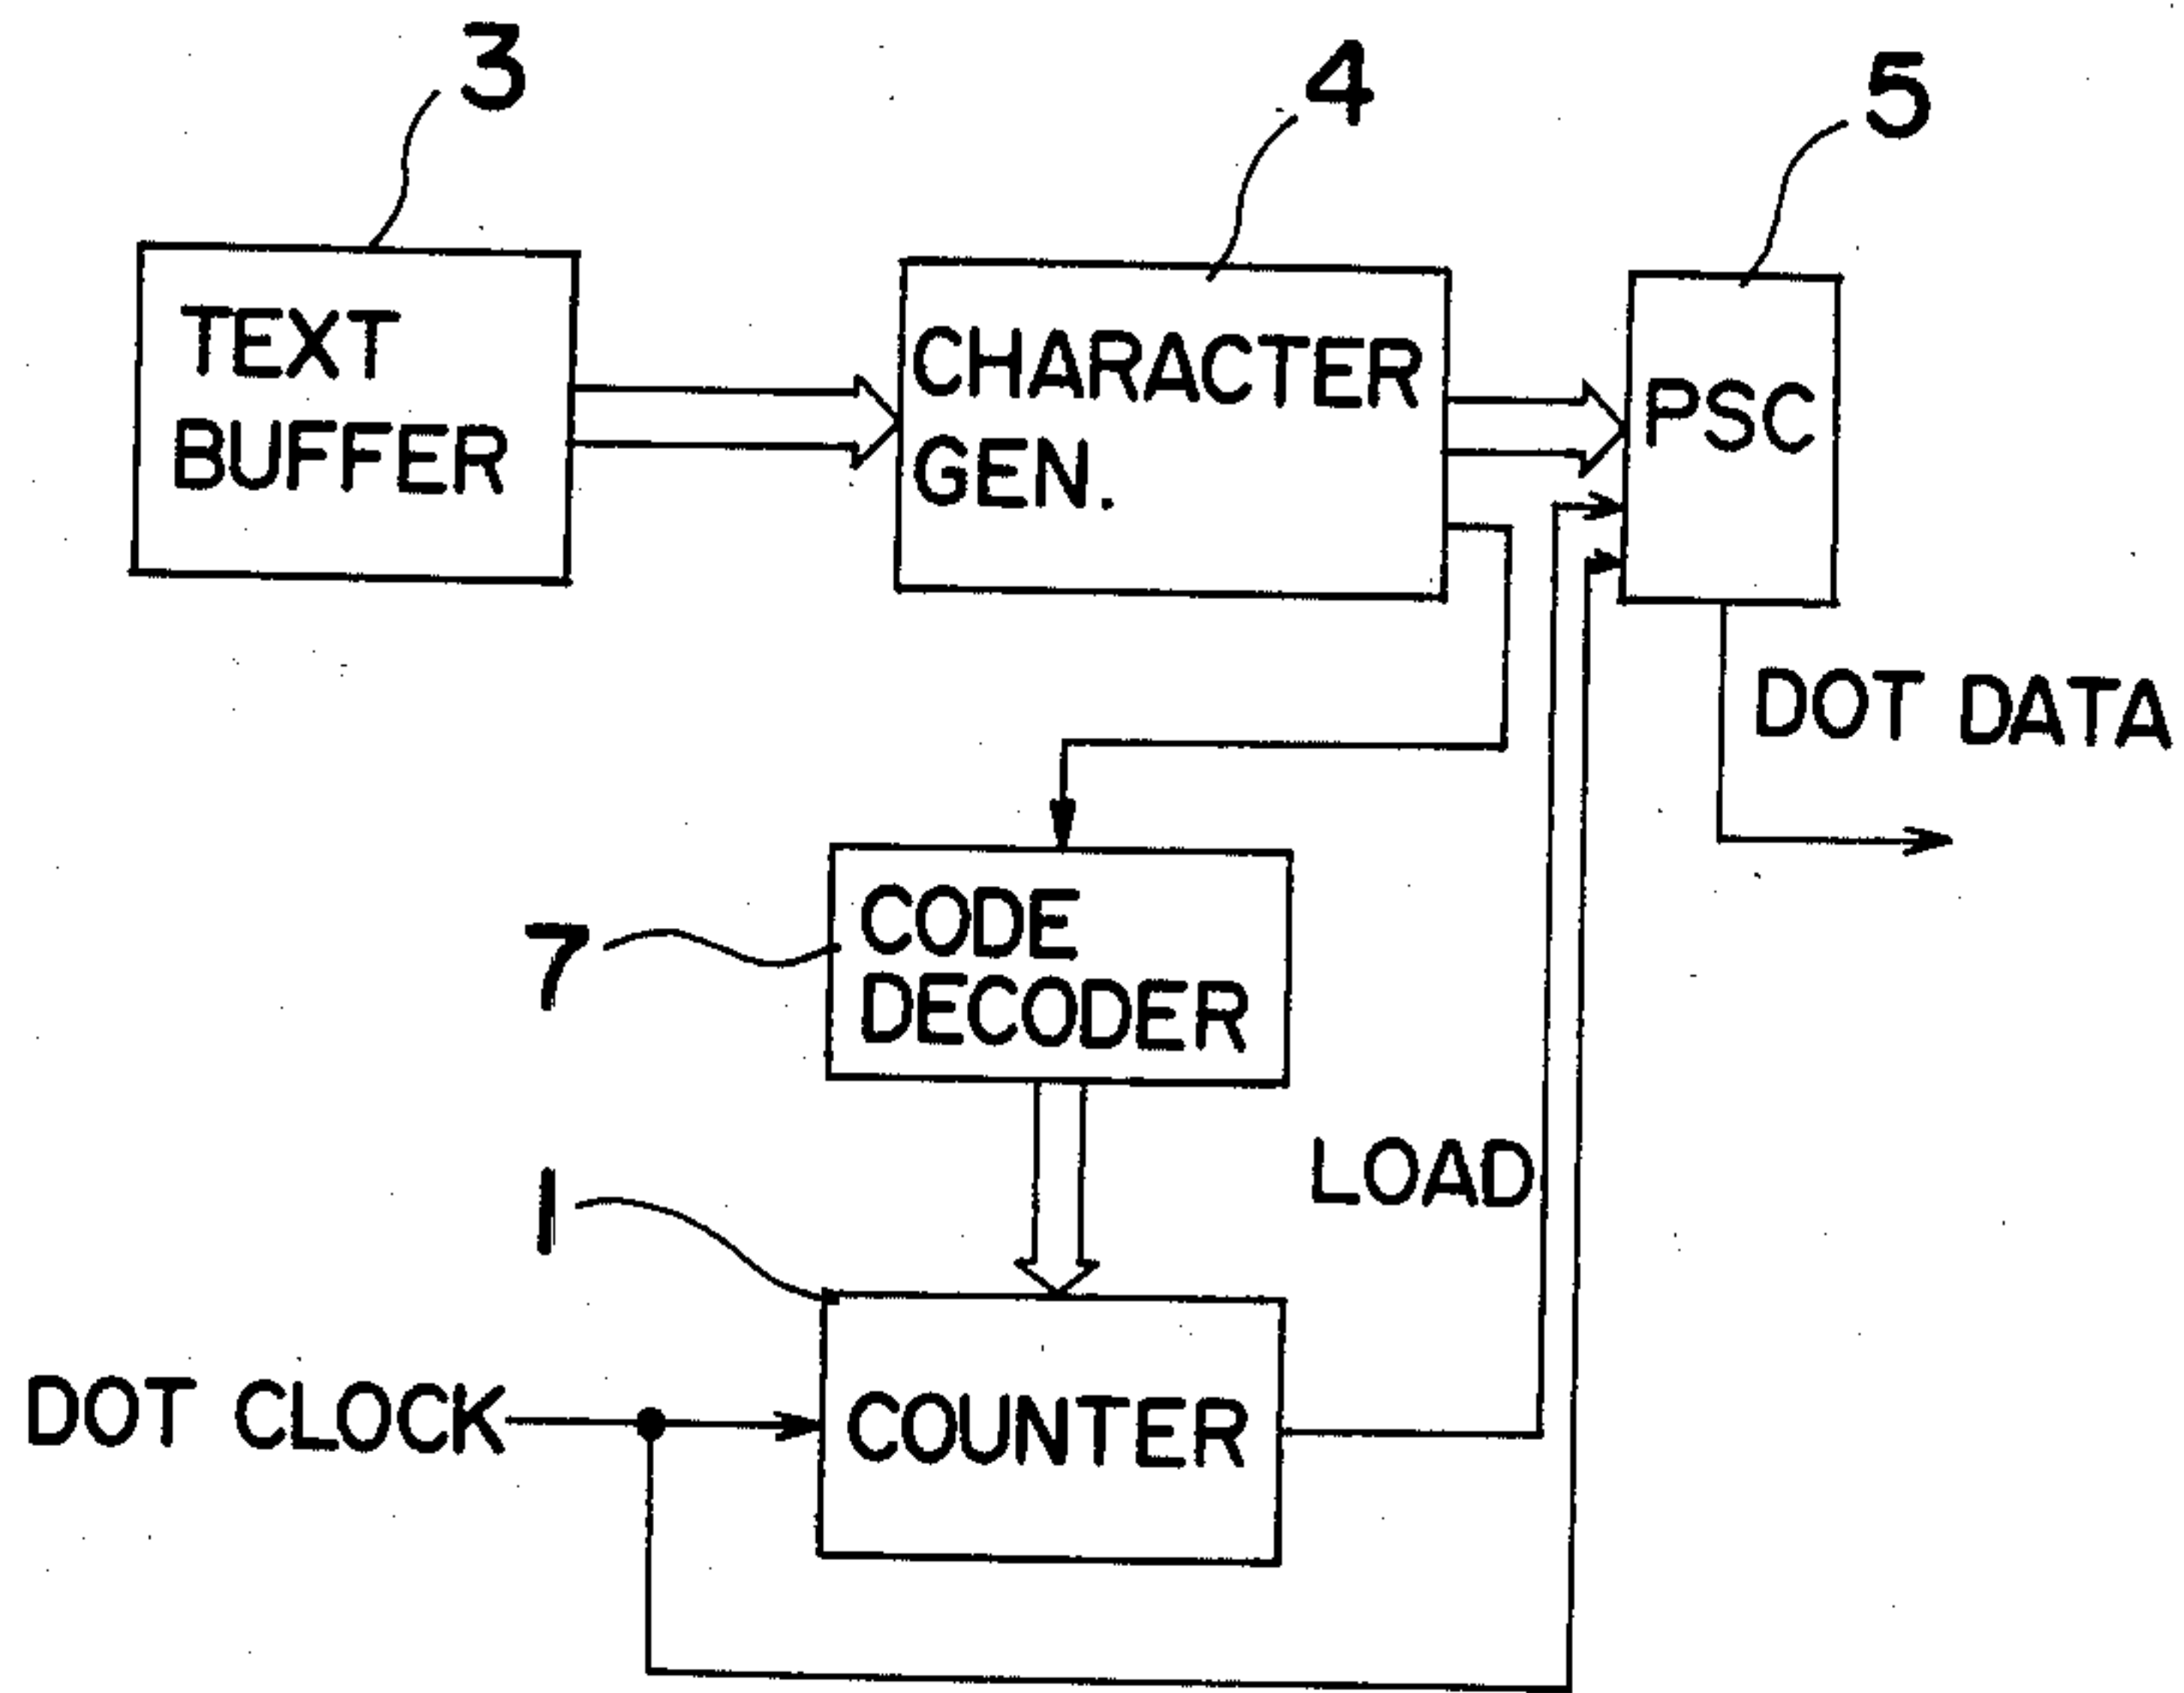 3
4
5
TEXT
BUFFER
CHARACTER
GEN.
PSC
DOT DATA
7
CODE
DECODER
1
LOAD
DOT CLOCK
COUNTER